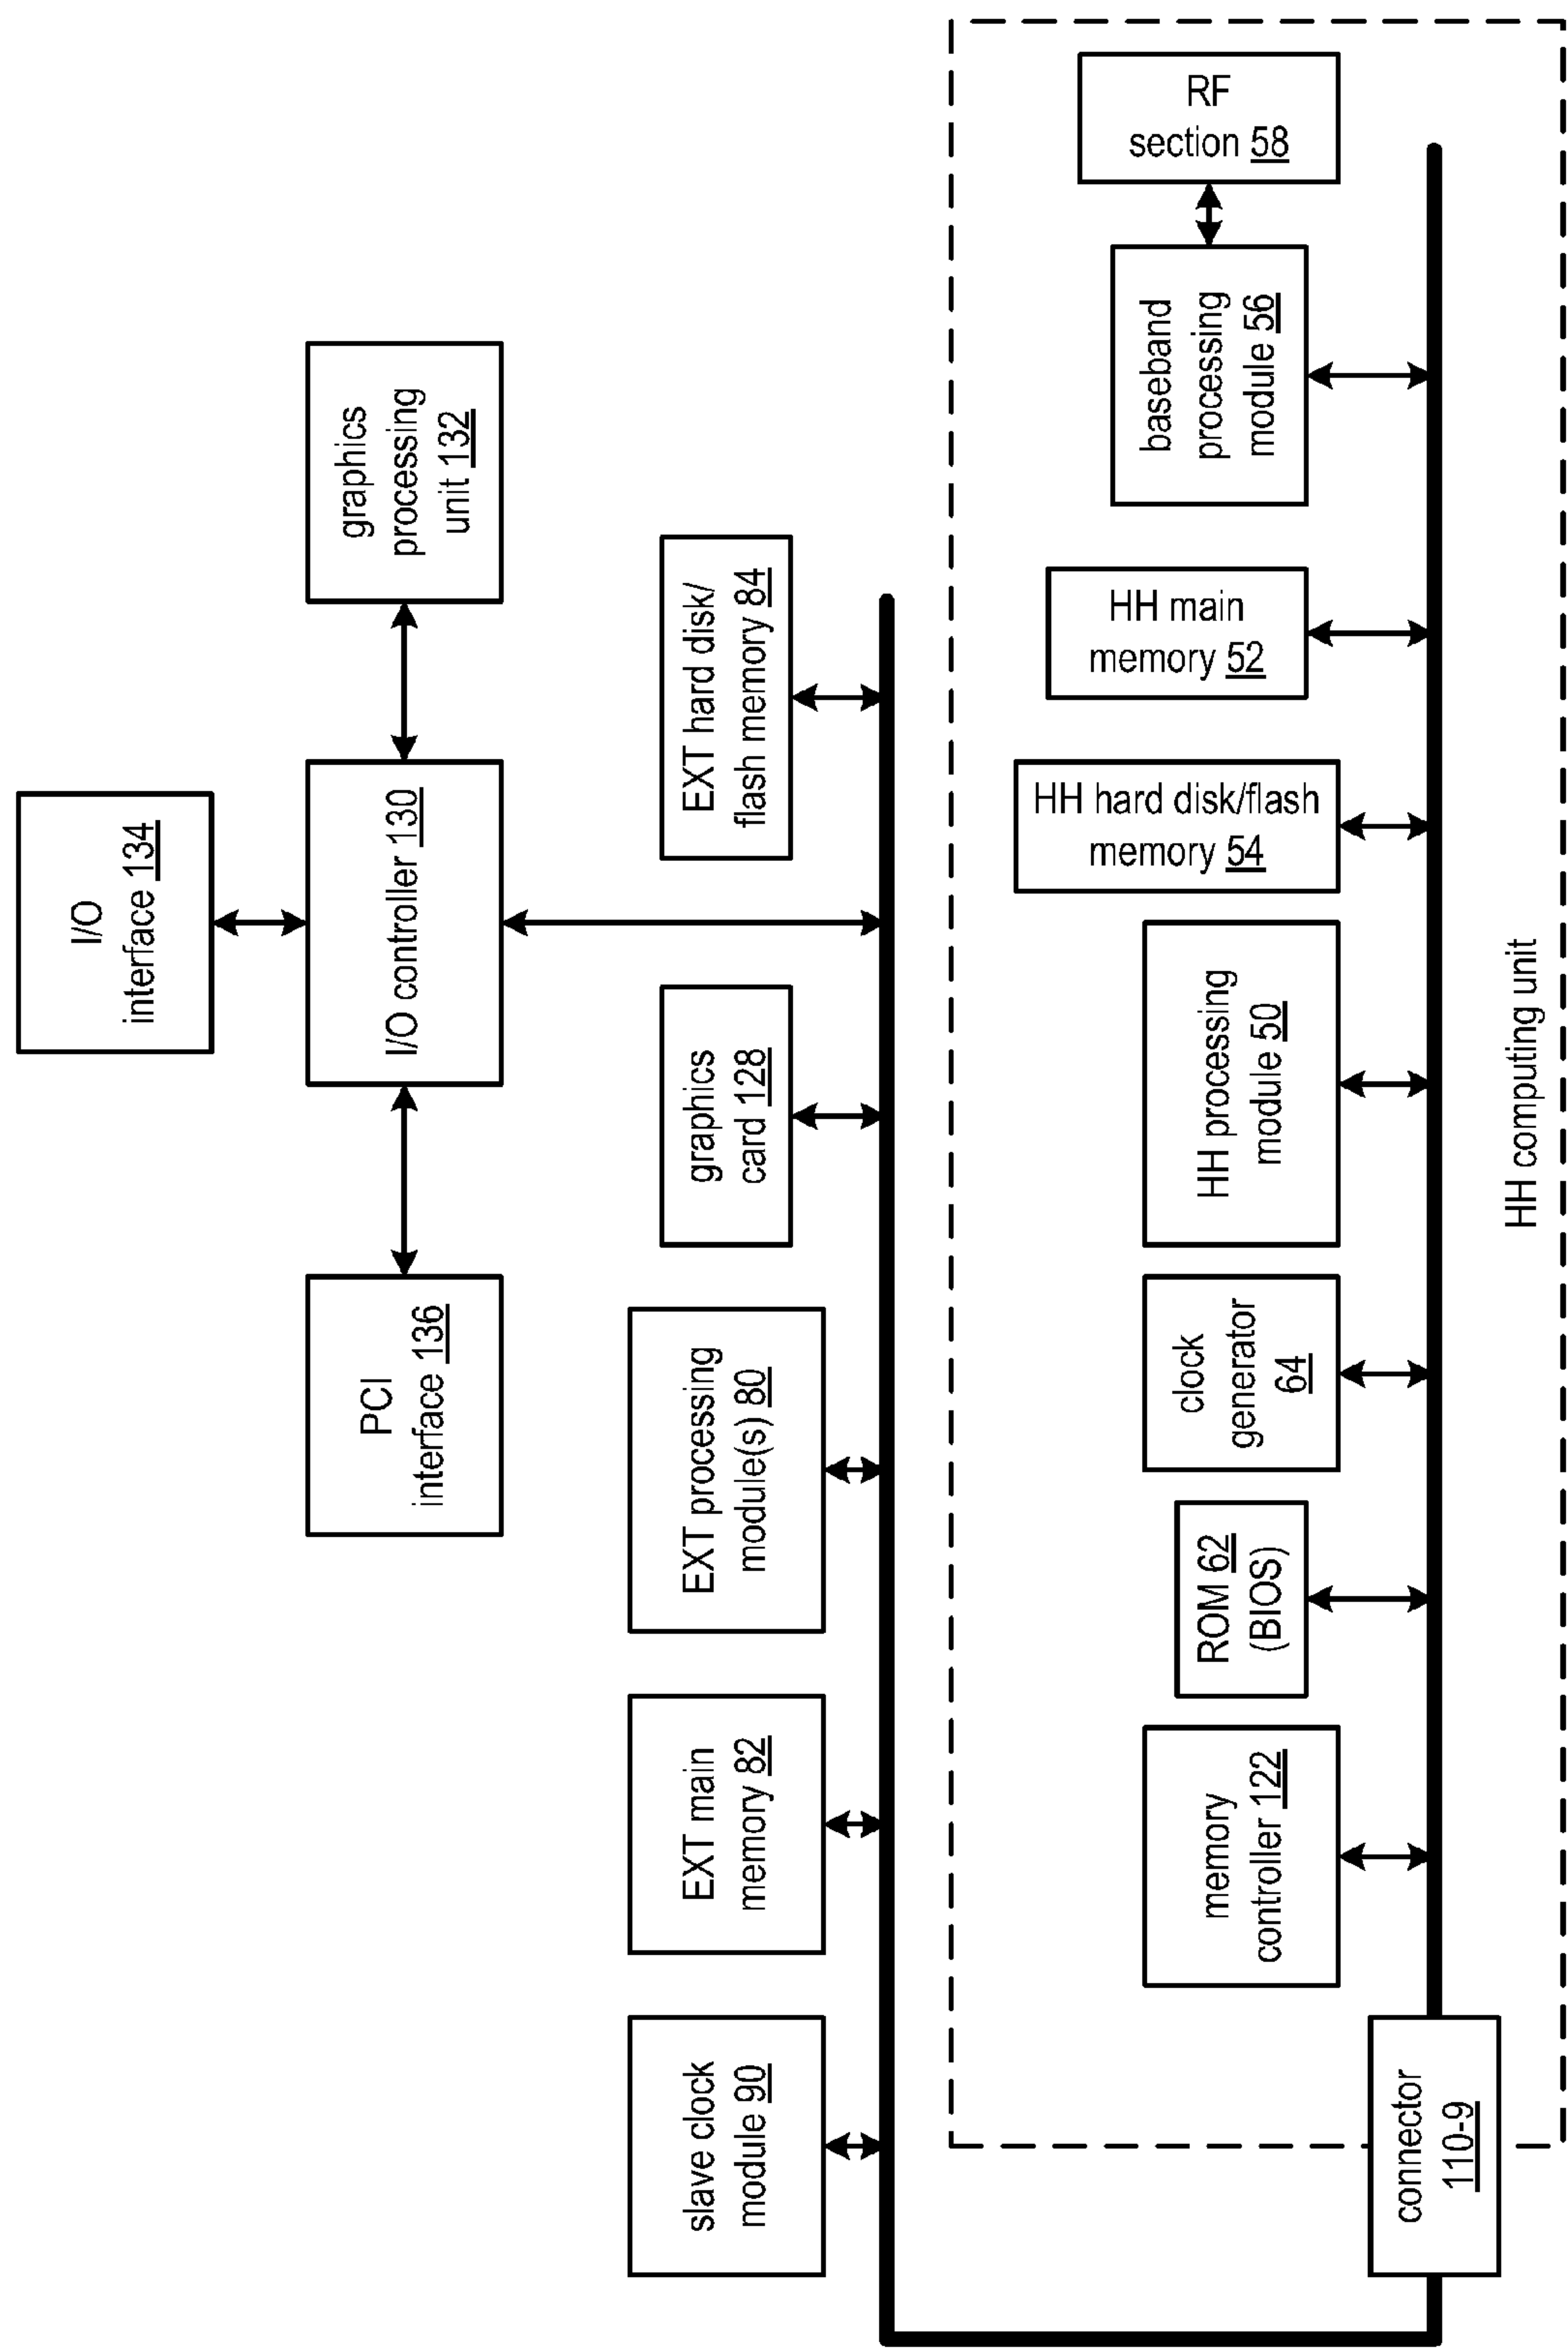 I/O
interface 134
PCI
interface 136
I/O controller 130
graphics
processing
unit 132
slave clock
module 90
EXT main
memory 82
EXT processing
module(s) 80
graphics
card 128
EXT hard disk/
flash memory 84
connector
110-9
memory
controller 122
ROM 62
(BIOS)
clock
generator
64
HH processing
module 50
HH hard disk/flash
memory 54
HH main
memory 52
baseband
processing
module 56
RF
section 58
HH computing unit